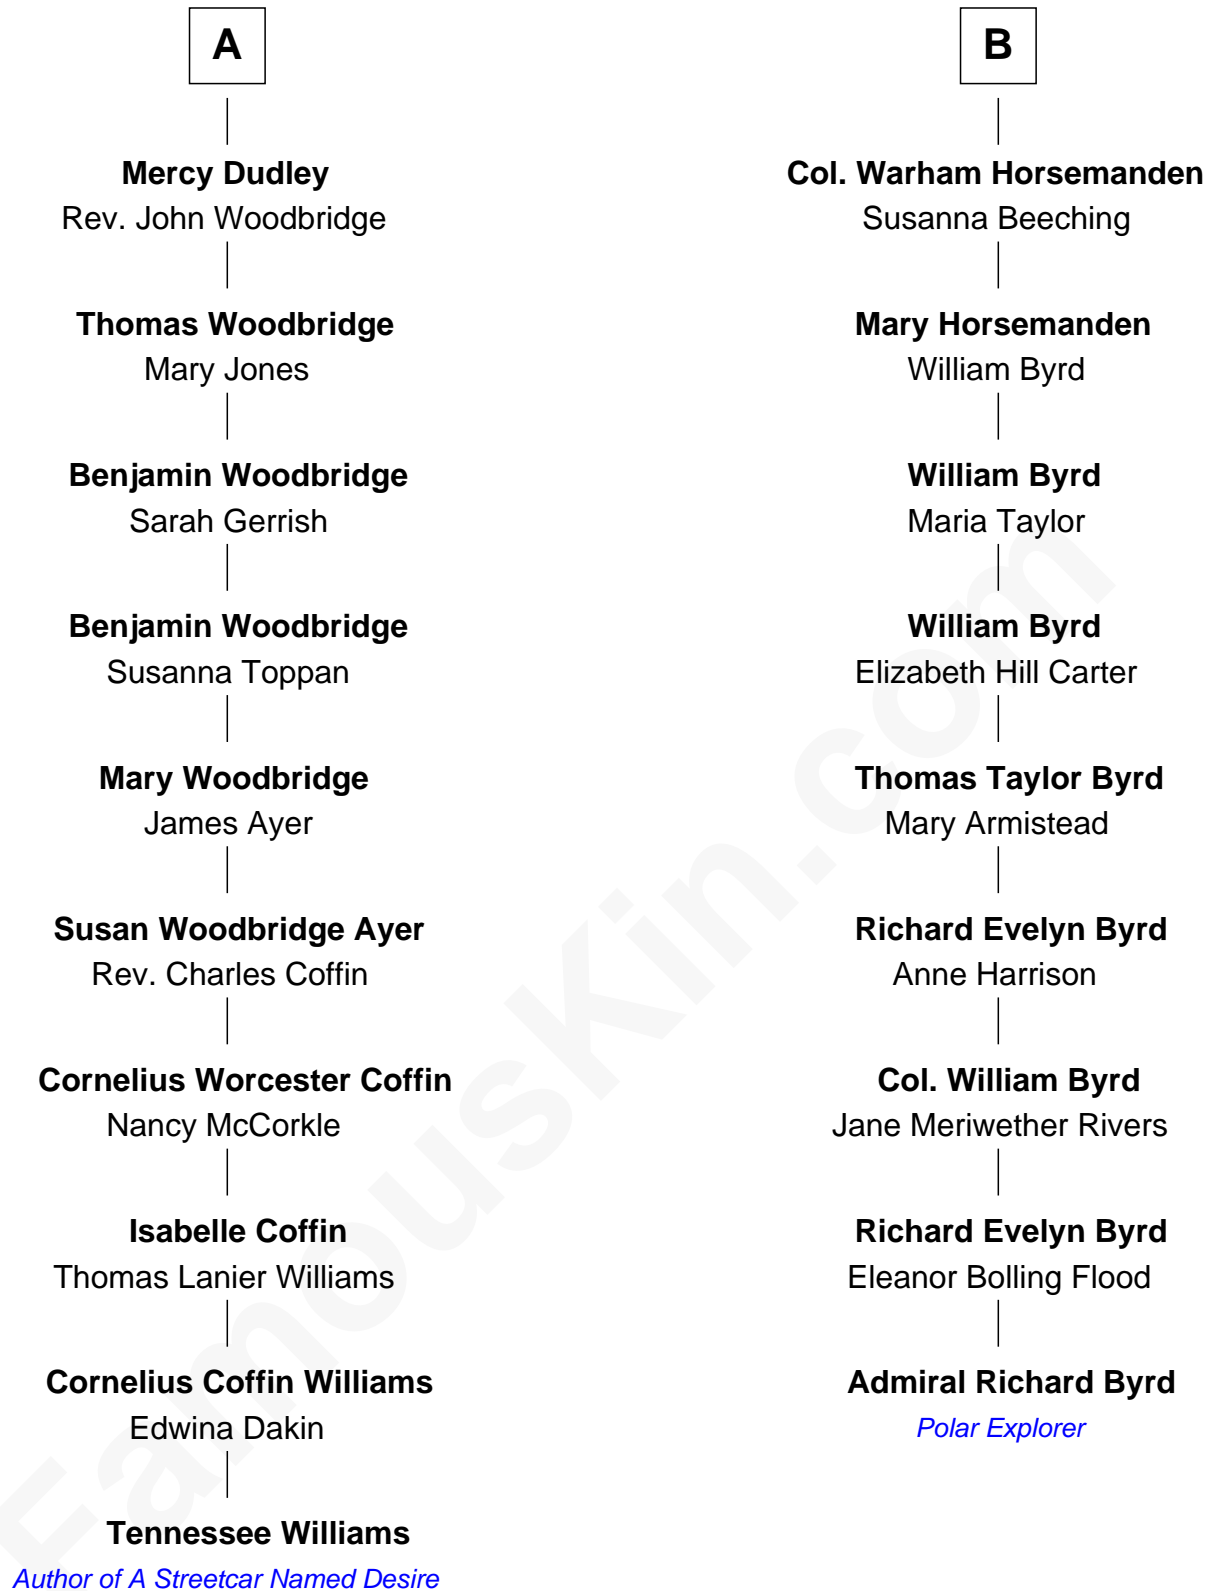 A
Mercy Dudley
Rev. John Woodbridge
Thomas Woodbridge
Mary Jones
Benjamin Woodbridge
Sarah Gerrish
Benjamin Woodbridge
Susanna Toppan
Mary Woodbridge
James Ayer
Susan Woodbridge Ayer
Rev. Charles Coffin
Cornelius Worcester Coffin
Nancy McCorkle
Isabelle Coffin
Thomas Lanier Williams
Cornelius Coffin Williams
Edwina Dakin
Tennessee Williams
Author of A Streetcar Named Desire
B
Col. Warham Horsemanden
Susanna Beeching
Mary Horsemanden
William Byrd
William Byrd
Maria Taylor
William Byrd
Elizabeth Hill Carter
Thomas Taylor Byrd
Mary Armistead
Richard Evelyn Byrd
Anne Harrison
Col. William Byrd
Jane Meriwether Rivers
Richard Evelyn Byrd
Eleanor Bolling Flood
Admiral Richard Byrd
Polar Explorer
FamousKin.com